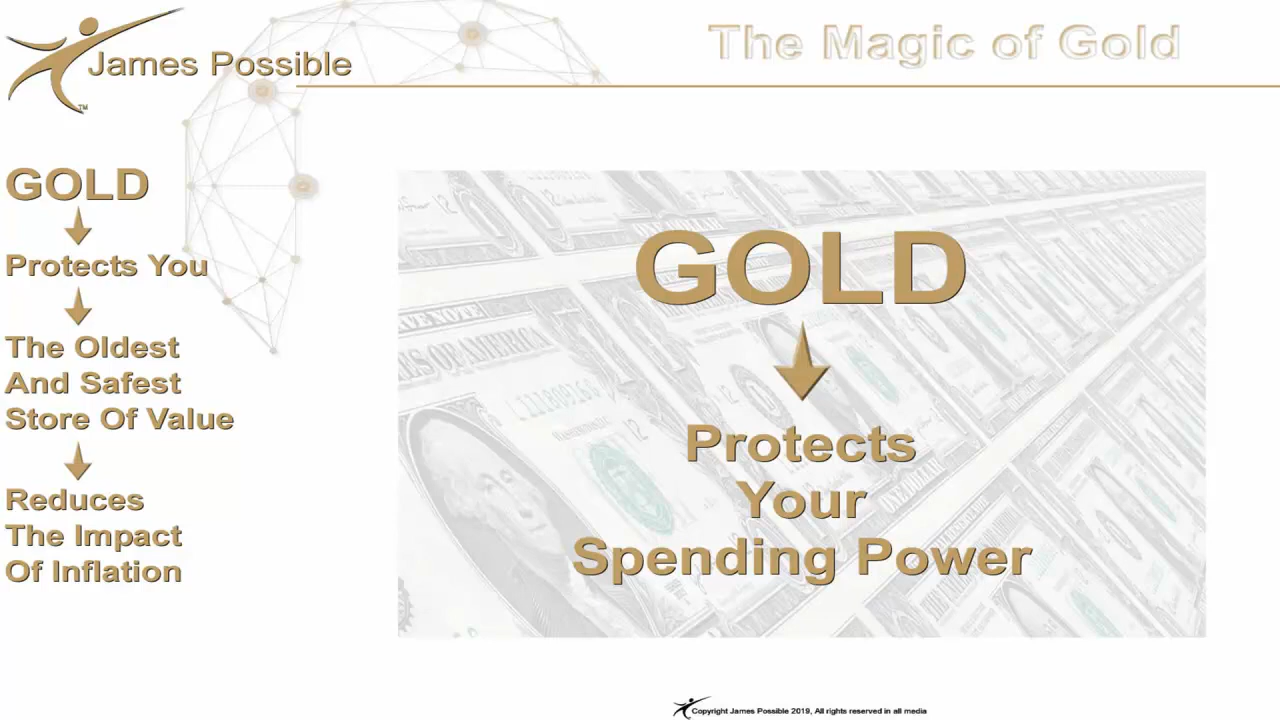 James Possible
TM
The Magic of Gold
GOLD
Protects You
The Oldest
And Safest
Store Of Value
Reduces
The Impact
Of Inflation
GOLD
Protects
Your
Spending Power
Copyright James Possible 2019, All rights reserved in all media